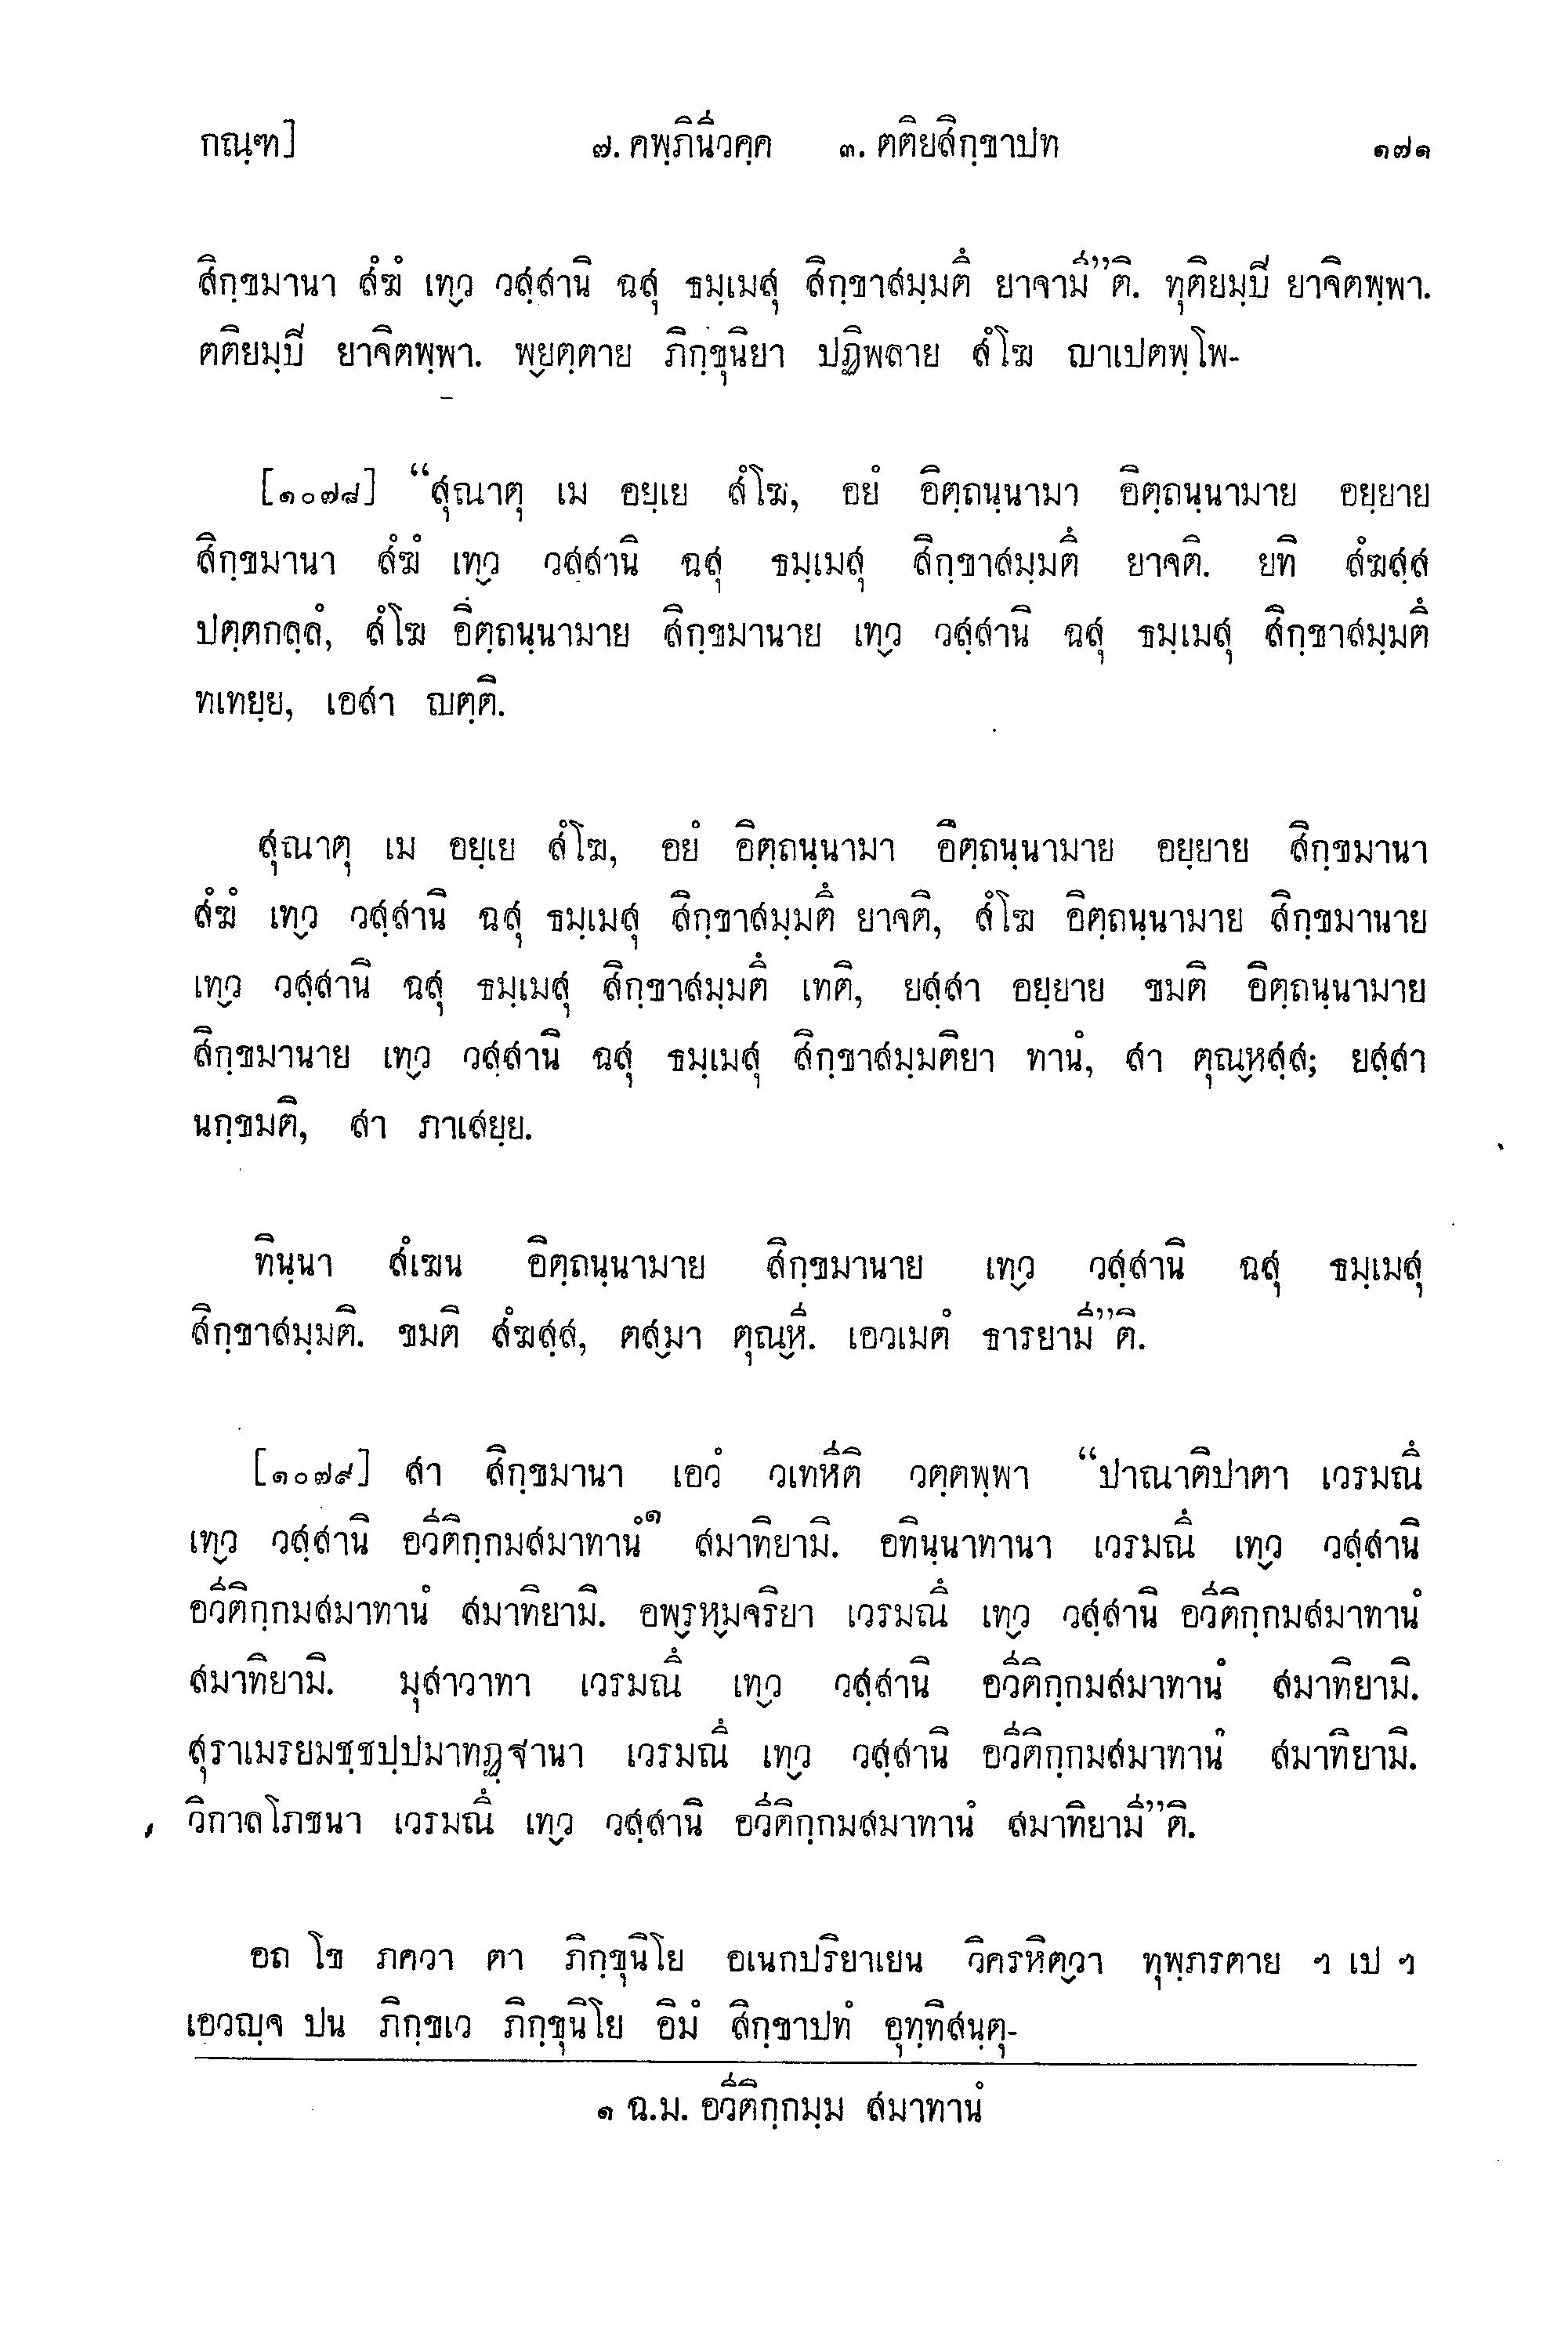 กณฺฑ] ๗. คพฺภินีวคฺค ๓. ตติยสิกฺขาปท ๑๗๑
สิกฺขมานา สํฆํ เทฺว วสฺสานิ ฉสุ ธมฺเมสุ สิกฺขาสมฺมตึ ยาจามี”ติ. ทุติยมฺปี ยาจิตพฺพา.
ตติยมฺปี ยาจิตพฺพา. พฺยตฺตาย ภิกฺขุนิยา ปฏิพลาย สํโฆ ญาเปตพฺโพ-
[๑๐๗๘] “สุณาตุ เม อยฺเย สํโฆ, อยํ อิตฺถนฺนามา อิตฺถนฺนามาย อยฺยาย
สิกฺขมานา สํฆํ เทฺว วสฺสานิ ฉสุ ธมฺเมสุ สิกฺขาสมฺมตึ ยาจติ. ยทิ สํฆสฺส
ปตฺตกลฺลํ, สํโฆ อิตฺถนฺนามาย สิกฺขมานาย เทฺว วสฺสานิ ฉสุ ธมฺเมสุ สิกฺขาสมฺมตึ
ทเทยฺย, เอสา ญตฺติ.
สุณาตุ เม อยฺเย สํโฆ, อยํ อิตฺถนฺนามา อิตฺถนฺนามาย อยฺยาย สิกฺขมานา
สํฆํ เทฺว วสฺสานิ ฉสุ ธมฺเมสุ สิกฺขาสมฺมตึ ยาจติ, สํโฆ อิตฺถนฺนามาย สิกฺขมานาย
เทฺว วสฺสานิ ฉสุ ธมฺเมสุ สิกฺขาสมฺมตึ เทติ, ยสฺสา อยฺยาย ขมติ อิตฺถนฺนามาย
สิกฺขมานาย เทฺว วสฺสานิ ฉสุ ธมฺเมสุ สิกฺขาสมฺมติยา ทานํ, สา ตุณฺหสฺส; ยสฺสา
นกฺขมติ, สา ภาเสยฺย.
ทินฺนา สํเฆน อิตฺถนฺนามาย สิกฺขมานาย เทฺว วสฺสานิ ฉสุ ธมฺเมสุ
สิกฺขาสมฺมติ. ขมติ สํฆสฺส, ตสฺมา ตุณฺหี. เอวเมตํ ธารยามี”ติ.
[๑๐๗๙] สา สิกฺขมานา เอวํ วเทหีติ วตฺตพฺพา “ปาณาติปาตา เวรมณึ
เทฺว วสฺสานิ อวีติกฺกมสมาทานํ๑ สมาทิยามิ. อทินฺนาทานา เวรมณึ เทฺว วสฺสานิ
อวีติกฺกมสมาทานํ สมาทิยามิ. อพฺรหฺมจริยา เวรมณึ เทฺว วสฺสานิ อวีติกฺกมสมาทานํ
สมาทิยามิ. มุสาวาทา เวรมณึ เทฺว วสฺสานิ อวีติกฺกมสมาทานํ สมาทิยามิ.
สุราเมรยมชฺชปฺปมาทฏฺฐานา เวรมณึ เทฺว วสฺสานิ อวีติกฺกมสมาทานํ สมาทิยามิ.
วิกาลโภชนา เวรมณึ เทฺว วสฺสานิ อวีติกฺกมสมาทานํ สมาทิยามี”ติ.
อถ โข ภควา ตา ภิกฺขุนิโย อเนกปริยาเยน วิครหิตฺวา ทุพฺภรตาย ฯ เป ฯ
เอวญฺจ ปน ภิกฺขเว ภิกฺขุนิโย อิมํ สิกฺขาปทํ อุทฺทิสนฺตุ-
๑ ฉ.ม. อวีติกฺกมฺม สมาทานํ